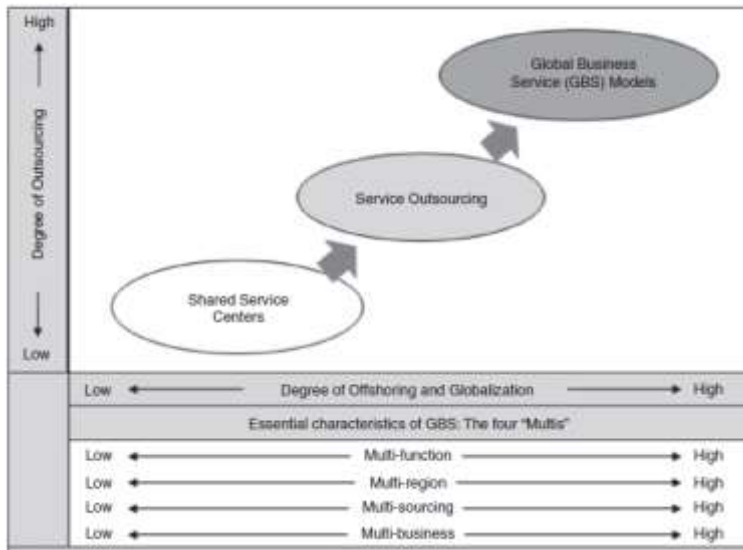 High
Degree of Outsourcing
Low
Global Business
Service (GBS) Models
Service Outsourcing
Shared Service
Centers
Low Degree of Offshoring and Globalization High
Essential characteristics of GBS: The four “Multis”
Low Multi-function High
Low Multi-region High
Low Multi-sourcing High
Low Multi-business High